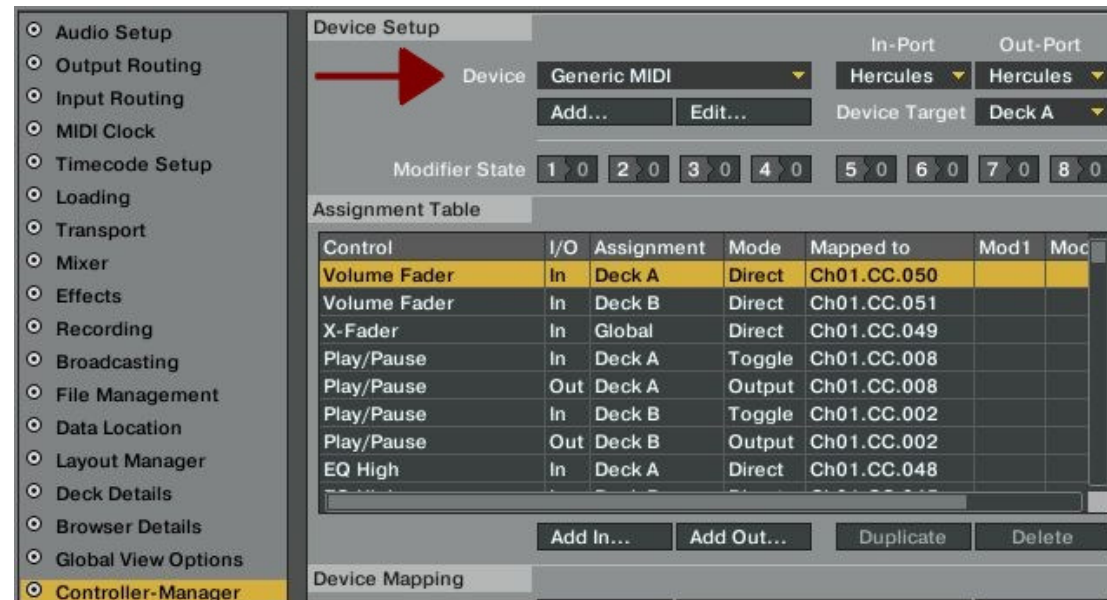 Audio Setup
Output Routing
Input Routing
MIDI Clock
Timecode Setup
Loading
Transport
Mixer
Effects
Recording
Broadcasting
File Management
Data Location
Layout Manager
Deck Details
Browser Details
Global View Options
Controller-Manager
Device Setup
In-Port Out-Port
Device Generic MIDI Hercules Hercules
Add... Edit... Device Target Deck A
Modifier State 1 0 2 0 3 0 4 0 5 0 6 0 7 0 8 0
Assignment Table
Control I/O Assignment Mode Mapped to Mod1 Mod
Volume Fader In Deck A Direct Ch01.CC.050
Volume Fader In Deck B Direct Ch01.CC.051
X-Fader In Global Direct Ch01.CC.049
Play/Pause In Deck A Toggle Ch01.CC.008
Play/Pause Out Deck A Output Ch01.CC.008
Play/Pause In Deck B Toggle Ch01.CC.002
Play/Pause Out Deck B Output Ch01.CC.002
EQ High In Deck A Direct Ch01.CC.048
Add In... Add Out... Duplicate Delete
Device Mapping